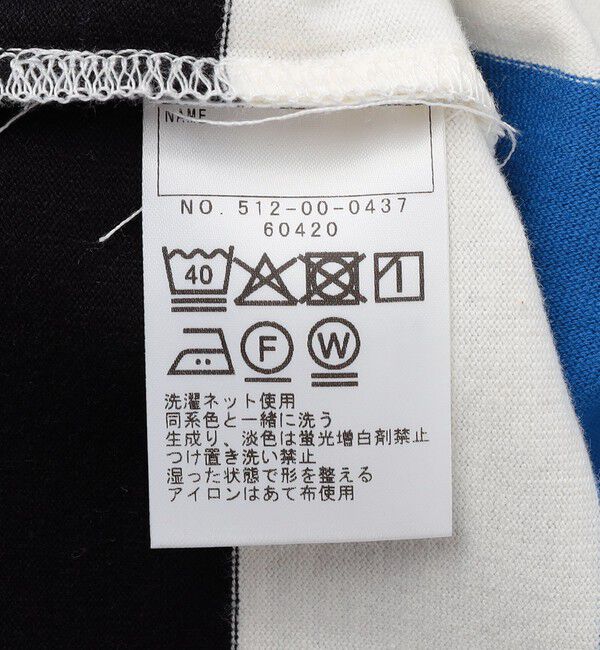 NAME
NO. 512-00-0437
60420
40
F W
洗濯ネット使用
同系色と一緒に洗う
生成り、淡色は蛍光増白剤禁止
つけ置き洗い禁止
湿った状態で形を整える
アイロンはあて布使用